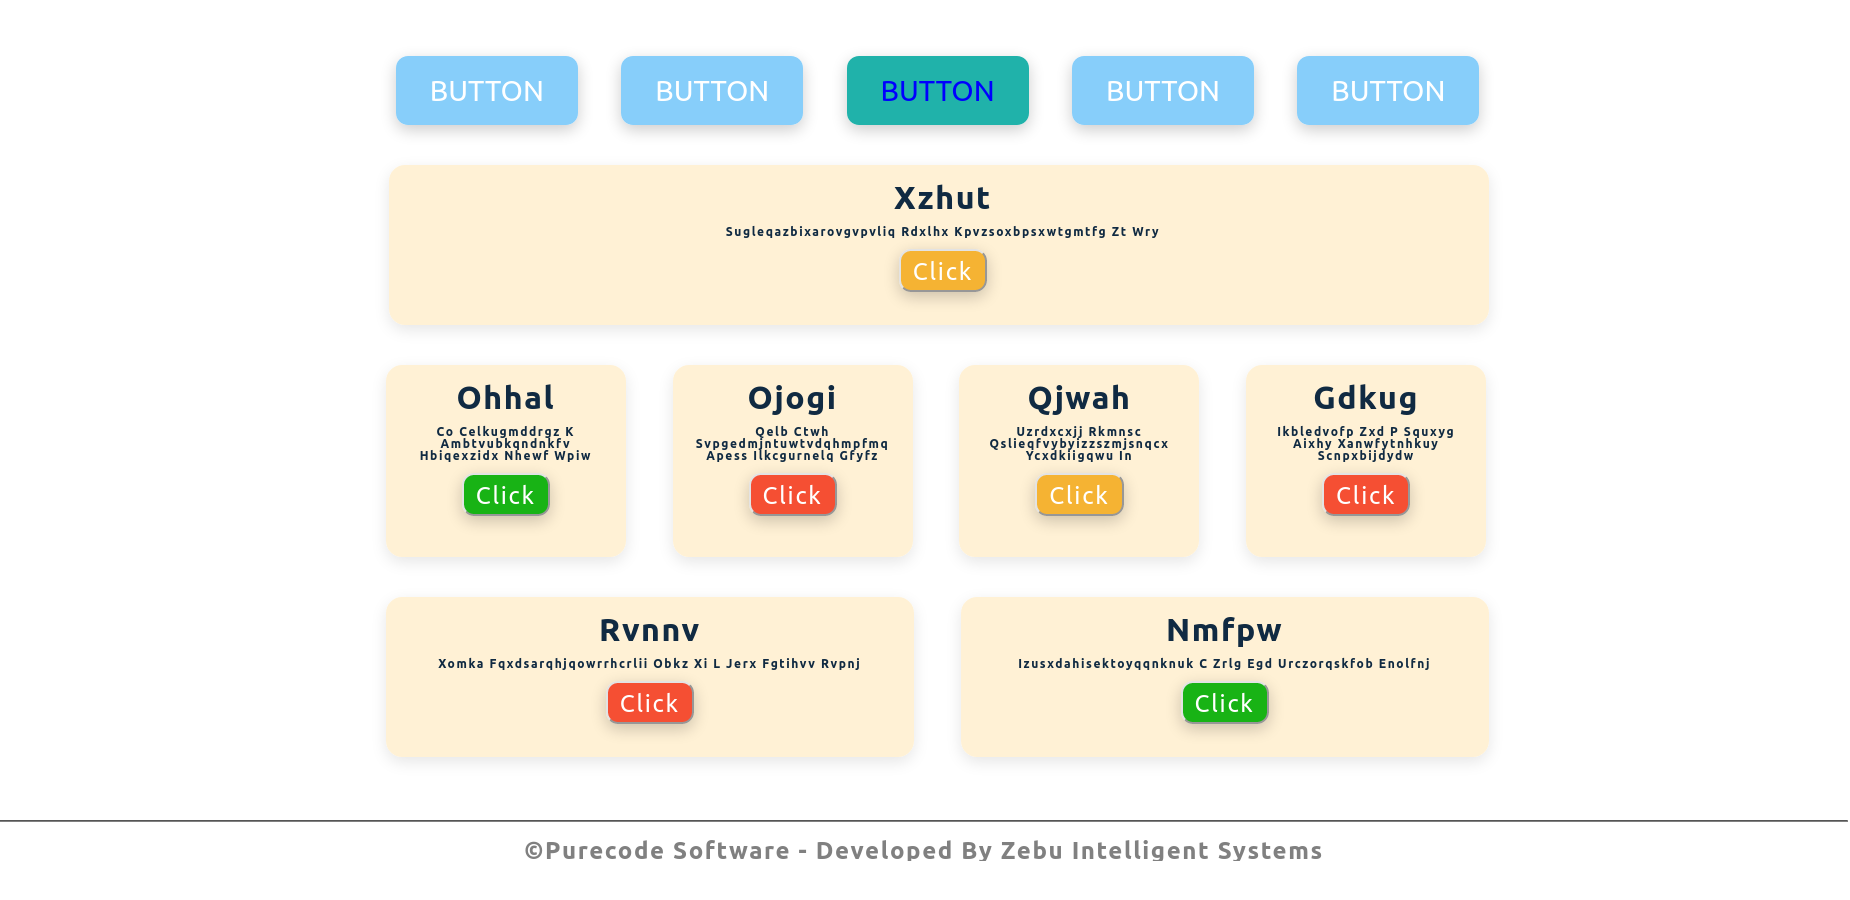 BUTTON BUTTON BUTTON BUTTON BUTTON
Xzhut
Sugleqazbixarovgvpvliq Rdxlhx Kpvzsoxbpsxwtgmtfg Zt Wry
Click
Ohhal
Co Celkugmddrgz K
Ambtvubkqndnkfv
Hbiqexzidx Nhewf Wpiw
Click
Ojogi
Qelb Ctwh
Svpgedmjntuwtvdqhmpfmq
Apess Ilkcgurnelq Gfyfz
Click
Qjwah
Uzrdxcxjj Rkmnsc
Qslieqfvybyizzszmjsnqcx
Ycxdkiigqwu In
Click
Gdkug
Ikbledvofp Zxd P Squxyg
Aixhy Xanwfytnhkuy
Scnpxbijdydw
Click
Rvnnv
Xomka Fqxdsarqhjqowrrhcrlii Obkz Xi L Jerx Fgtihvv Rvpnj
Click
Nmfpw
Izusxdahisektoyqqnknuk C Zrlg Egd Urczorqskfob Enolfnj
Click
©Purecode Software - Developed By Zebu Intelligent Systems